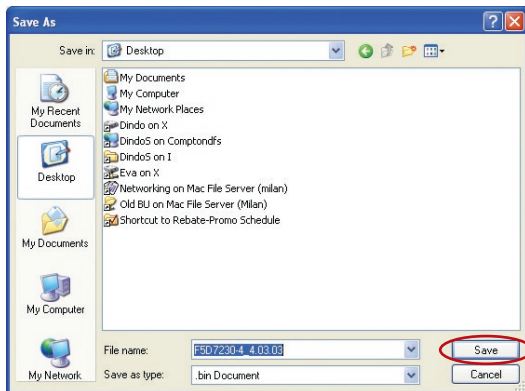 Save As
Save in: Desktop
My Recent
Documents
Desktop
My Documents
My Computer
My Network
My Documents
My Computer
My Network Places
Dindo on X
DindoS on Comptondfs
DindoS on I
Eva on X
Networking on Mac File Server (milan)
Old BU on Mac File Server (Milan)
Shortcut to Rebate-Promo Schedule
File name: F5D7230-4_4.03.03 Save
Save as type: .bin Document Cancel